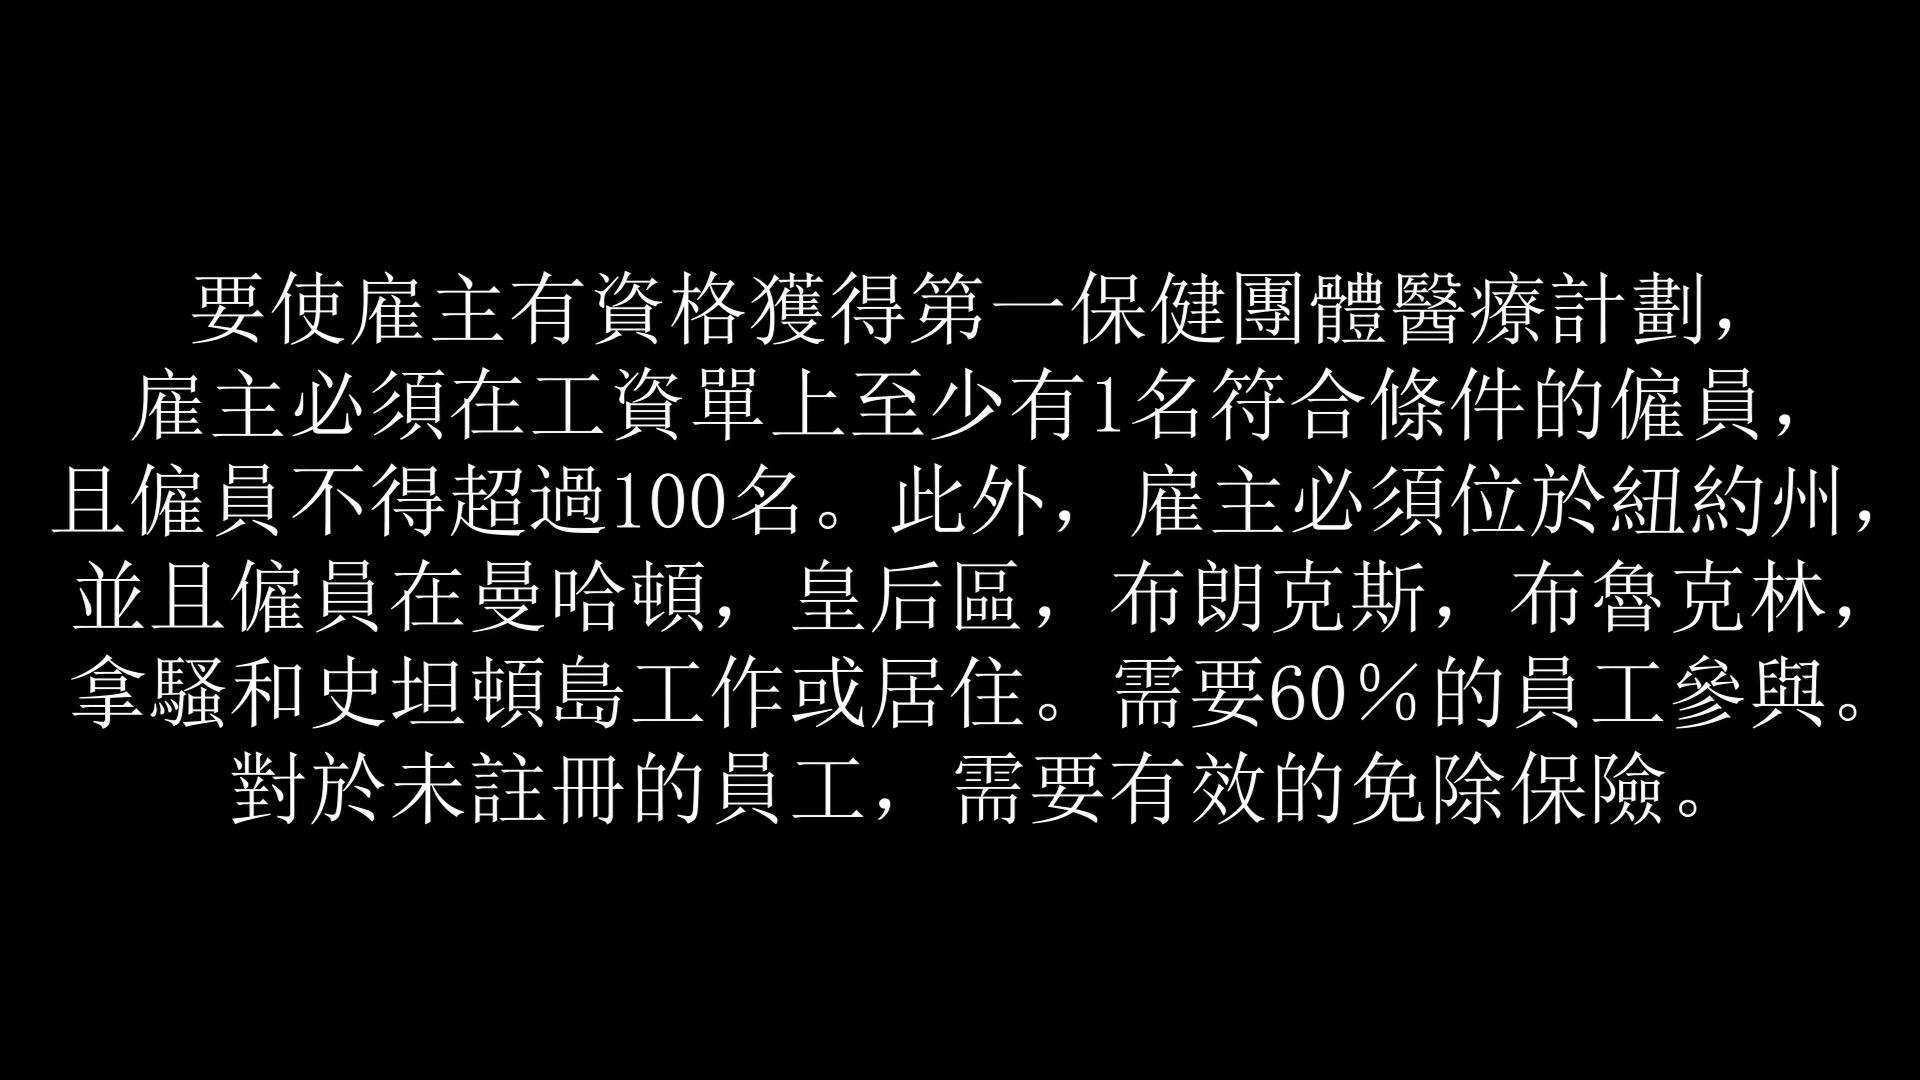 要使雇主有資格獲得第一保健團體醫療計劃，
雇主必須在工資單上至少有1名符合條件的僱員，
且僱員不得超過100名。此外，雇主必須位於紐約州，
並且僱員在曼哈頓，皇后區，布朗克斯，布魯克林，
拿騷和史坦頓島工作或居住。需要60%的員工參與。
對於未註冊的員工，需要有效的免除保險。